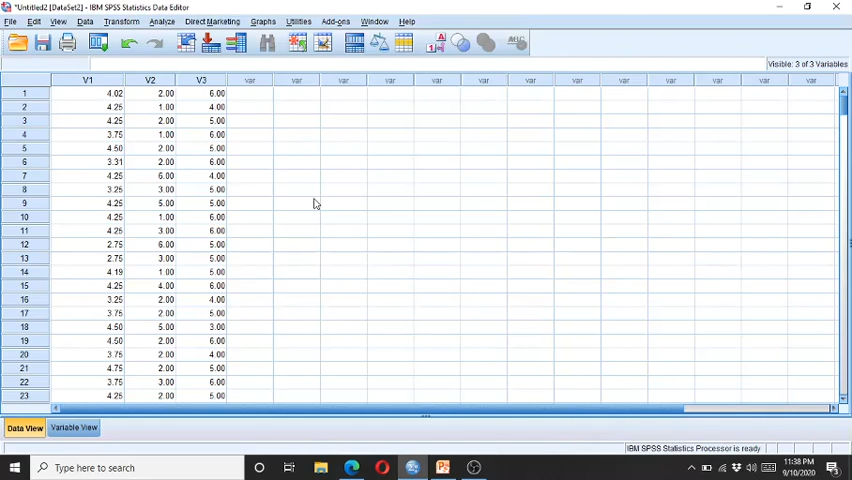 *Untitled2 [DataSet2] - IBM SPSS Statistics Data Editor
File Edit View Data Transform Analyze Direct Marketing Graphs Utilities Add-ons Window Help
Visible: 3 of 3 Variables
V1 V2 V3 var var var var var var var var var var var var var
1 4.02 2.00 6.00
2 4.25 1.00 4.00
3 4.25 2.00 5.00
4 3.75 1.00 6.00
5 4.50 2.00 5.00
6 3.31 2.00 6.00
7 4.25 6.00 4.00
8 3.25 3.00 5.00
9 4.25 5.00 5.00
10 4.25 1.00 6.00
11 4.25 3.00 6.00
12 2.75 6.00 5.00
13 2.75 3.00 5.00
14 4.19 1.00 5.00
15 4.25 4.00 6.00
16 3.25 2.00 4.00
17 3.75 2.00 5.00
18 4.50 5.00 3.00
19 4.50 2.00 6.00
20 3.75 2.00 4.00
21 4.75 2.00 5.00
22 3.75 3.00 6.00
23 4.25 2.00 5.00
Data View Variable View
IBM SPSS Statistics Processor is ready
Type here to search
11:38 PM
9/10/2020